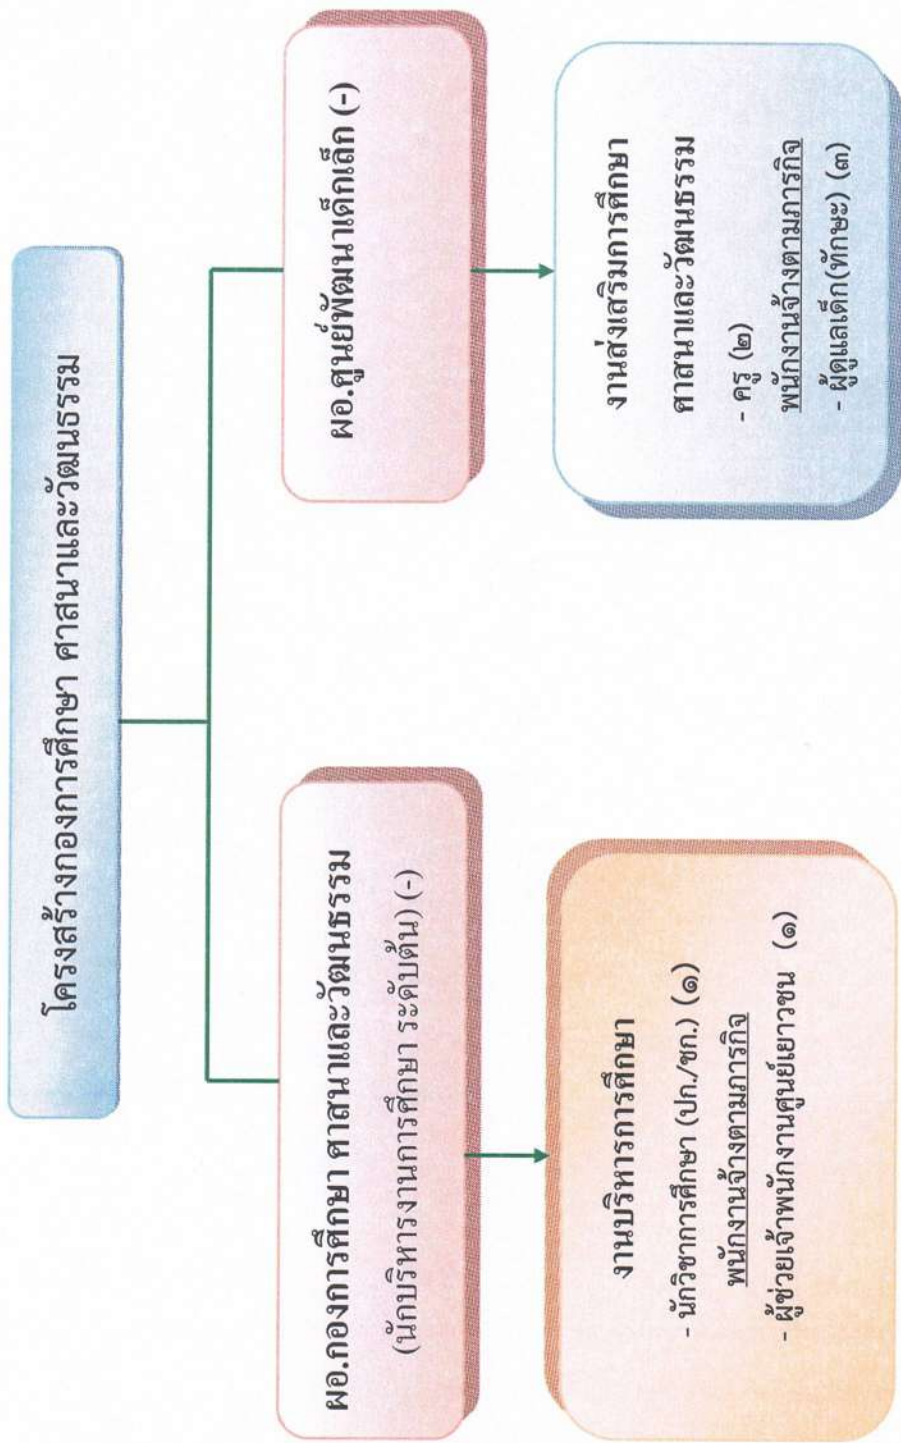 โครงสร้างกองการศึกษา ศาสนาและวัฒนธรรม
ผอ.กองการศึกษา ศาสนาและวัฒนธรรม
(นักบริหารงานการศึกษา ระดับต้น) (-)
งานบริหารการศึกษา
- นักวิชาการศึกษา (ปก./ชก.) (๑)
พนักงานจ้างตามภารกิจ
- ผู้ช่วยเจ้าพนักงานศูนย์เยาวชน (๑)
ผอ.ศูนย์พัฒนาเด็กเล็ก (-)
งานส่งเสริมการศึกษา
ศาสนาและวัฒนธรรม
- ครู (๒)
พนักงานจ้างตามภารกิจ
- ผู้ดูแลเด็ก(ทักษะ) (๓)